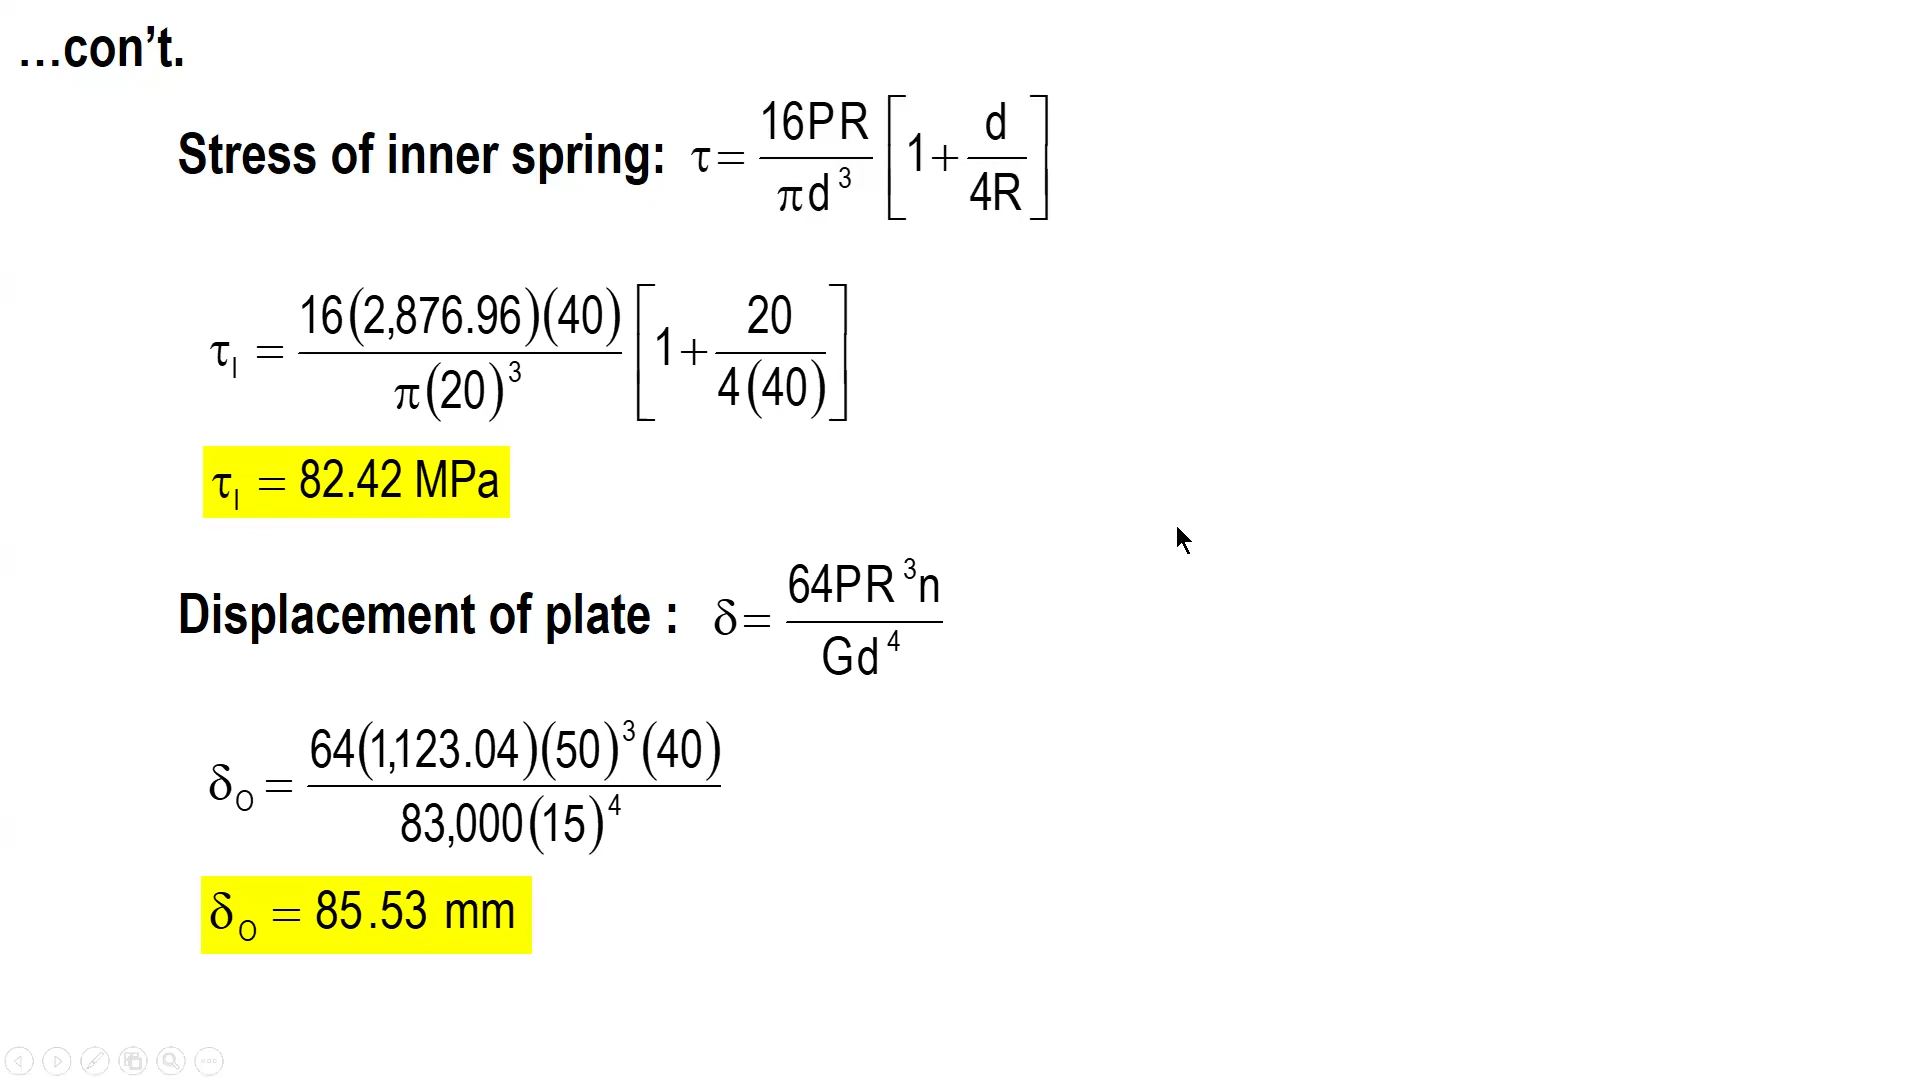 …con’t.
Stress of inner spring: τ = 16PR / πd³ [1 + d / 4R]
τ_I = 16(2,876.96)(40) / π(20)³ [1 + 20 / 4(40)]
τ_I = 82.42 MPa
Displacement of plate : δ = 64PR³n / Gd⁴
δ_O = 64(1,123.04)(50)³(40) / 83,000(15)⁴
δ_O = 85.53 mm